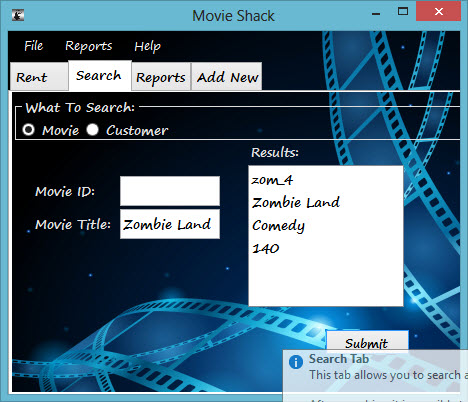 Movie Shack
File Reports Help
Rent Search Reports Add New
What To Search:
Movie Customer
Results:
Movie ID:
Movie Title: Zombie Land
zom_4
Zombie Land
Comedy
140
Submit
Search Tab
This tab allows you to search a